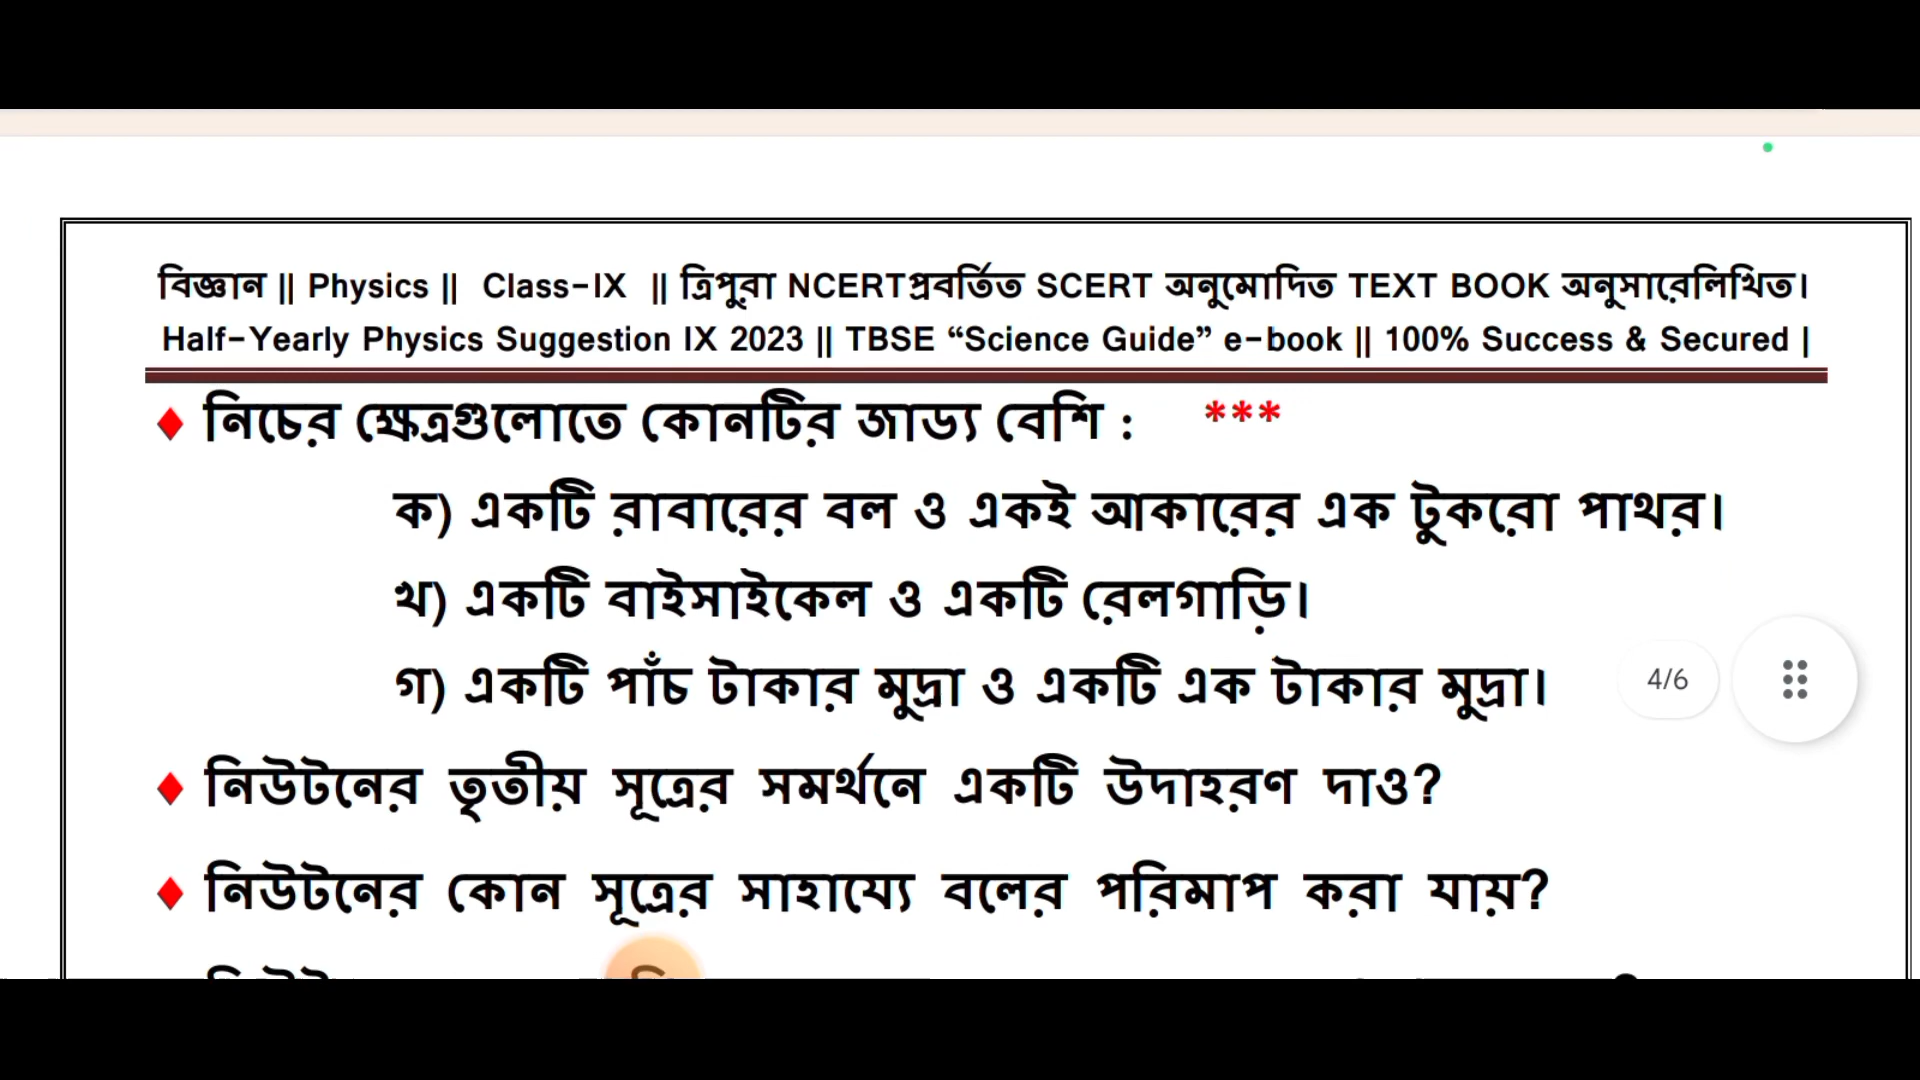 বিজ্ঞান || Physics || Class-IX || ত্রিপুরা NCERTপ্রবর্তিত SCERT অনুমোদিত TEXT BOOK অনুসারেলিখিত।
Half-Yearly Physics Suggestion IX 2023 || TBSE “Science Guide” e-book || 100% Success & Secured |
♦ নিচের ক্ষেত্রগুলোতে কোনটির জাড্য বেশি : ***
ক) একটি রাবারের বল ও একই আকারের এক টুকরো পাথর।
খ) একটি বাইসাইকেল ও একটি রেলগাড়ি।
গ) একটি পাঁচ টাকার মুদ্রা ও একটি এক টাকার মুদ্রা।
4/6
♦ নিউটনের তৃতীয় সূত্রের সমর্থনে একটি উদাহরণ দাও?
♦ নিউটনের কোন সূত্রের সাহায্যে বলের পরিমাপ করা যায়?